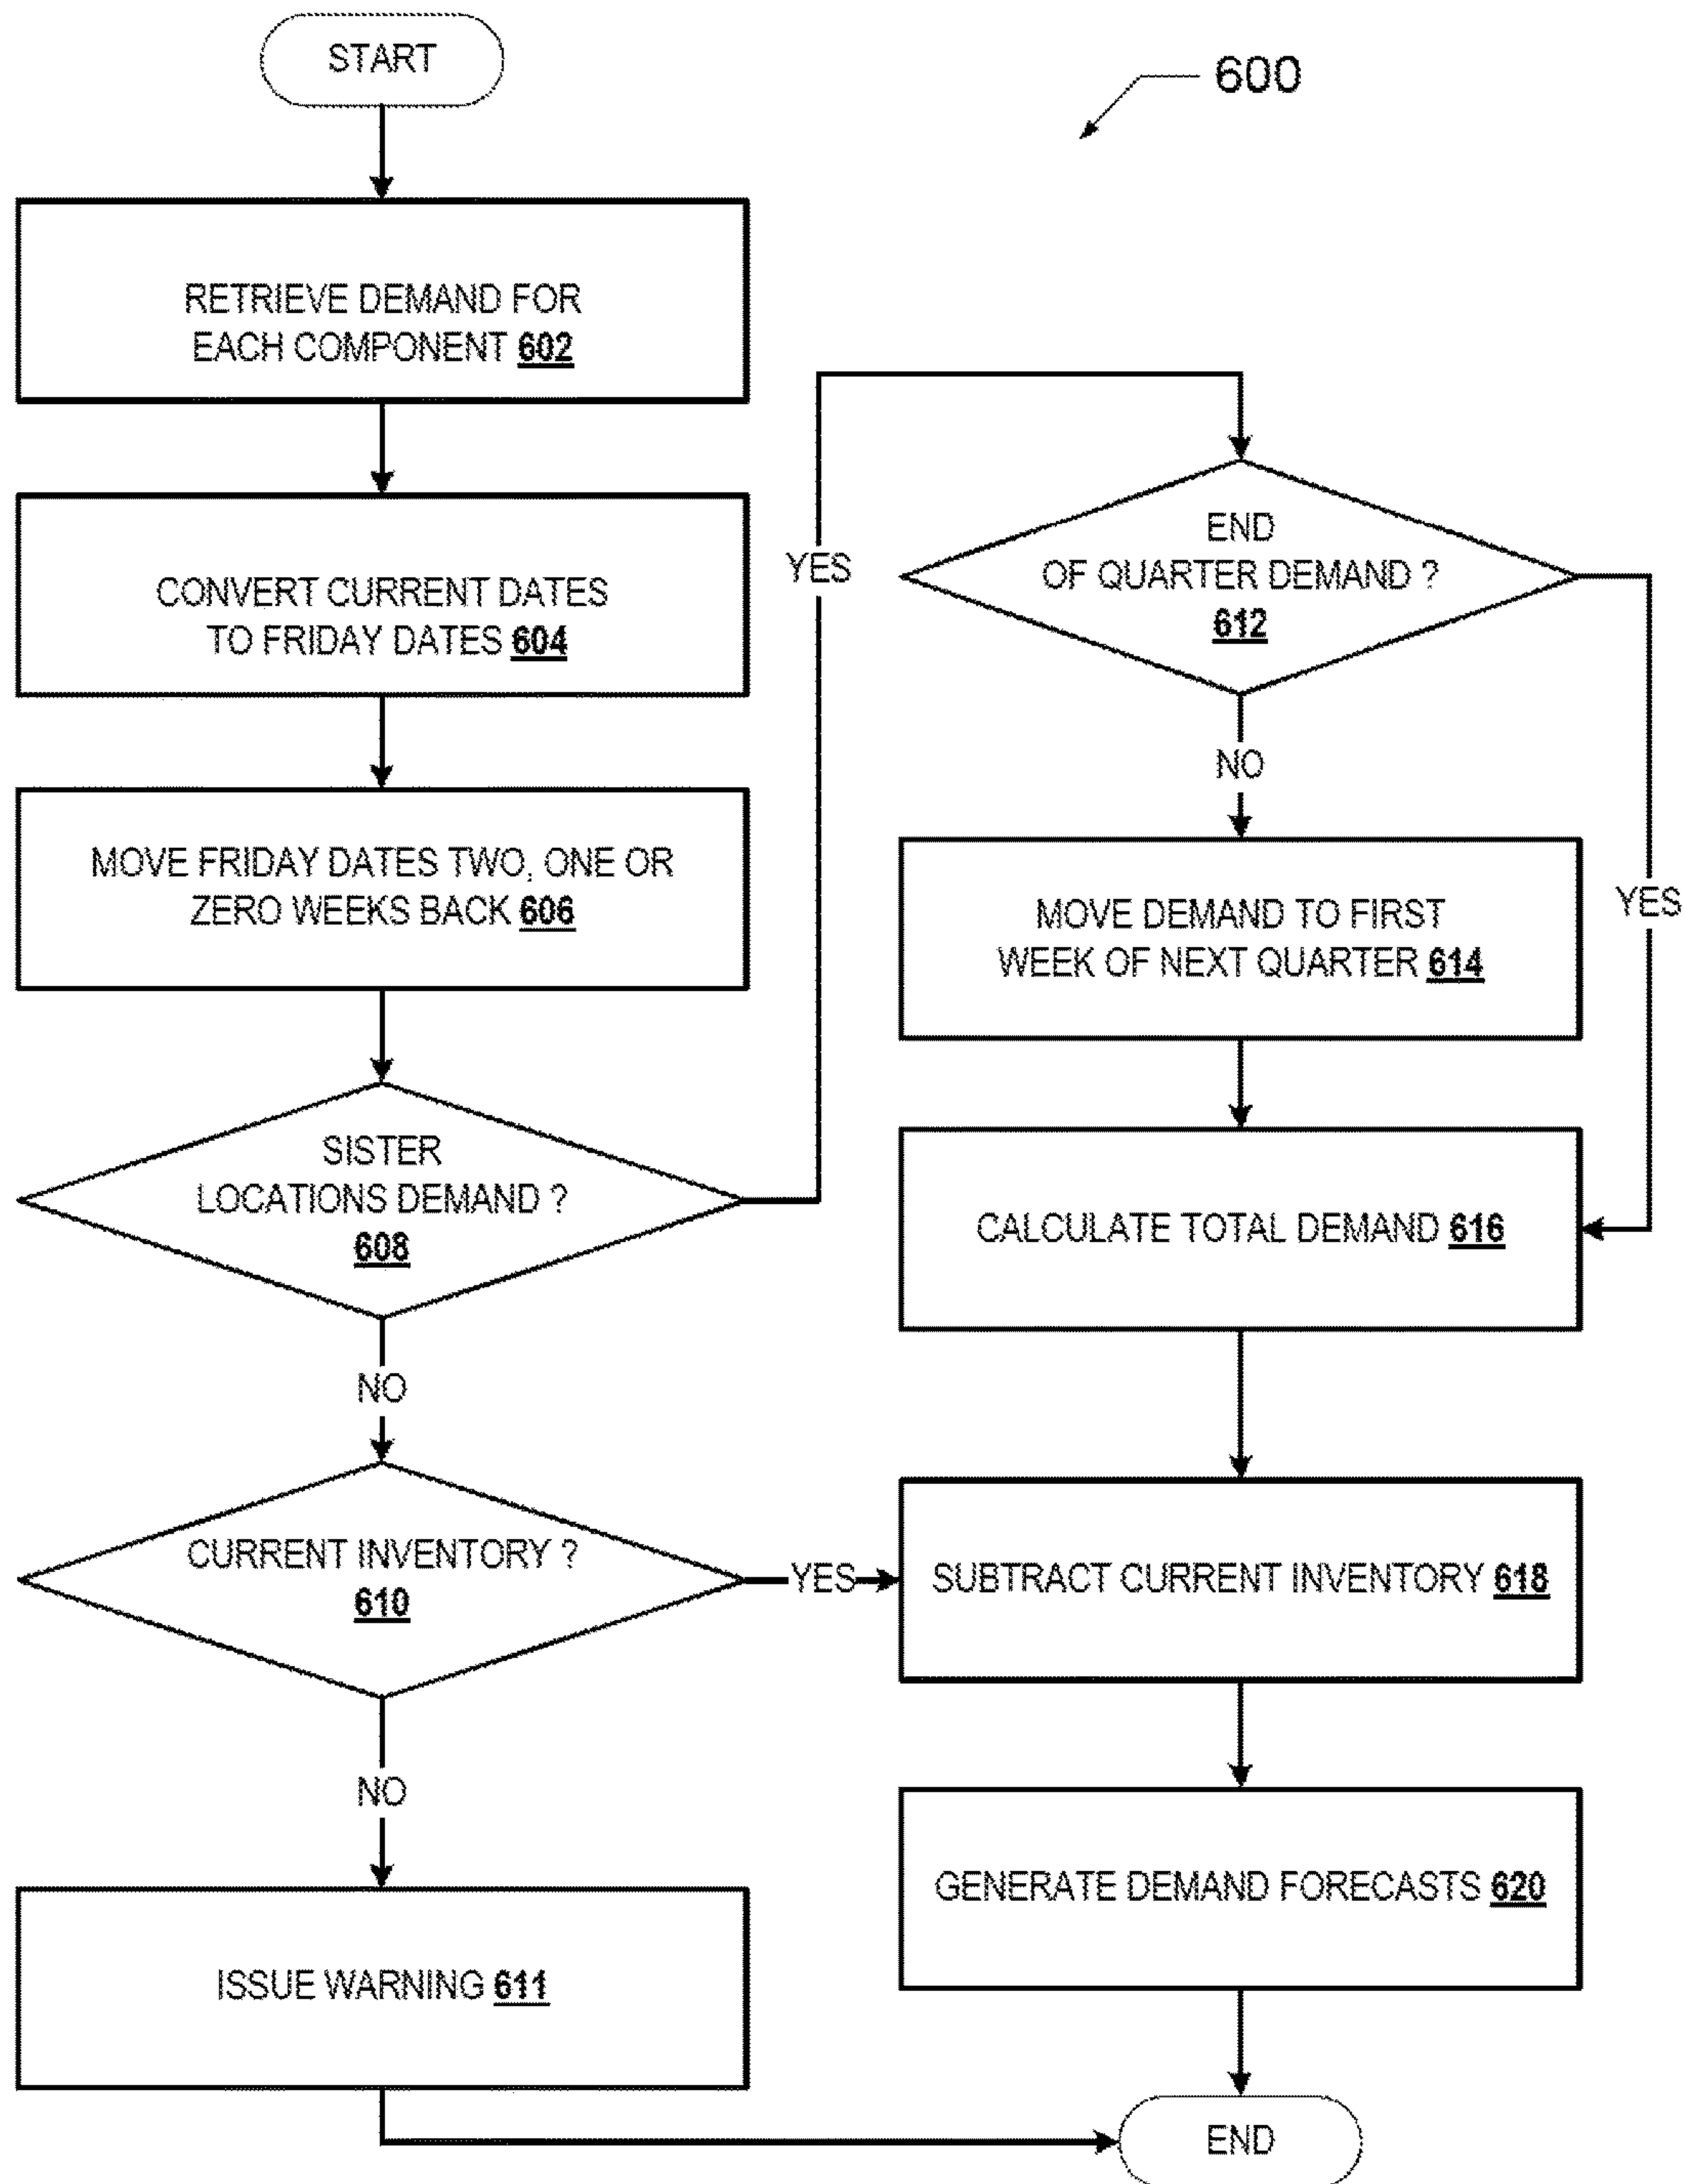 START
600
RETRIEVE DEMAND FOR
EACH COMPONENT 602
CONVERT CURRENT DATES
TO FRIDAY DATES 604
MOVE FRIDAY DATES TWO, ONE OR
ZERO WEEKS BACK 606
SISTER
LOCATIONS DEMAND ?
608
YES
NO
CURRENT INVENTORY ?
610
YES
NO
ISSUE WARNING 611
END
OF QUARTER DEMAND ?
612
YES
NO
MOVE DEMAND TO FIRST
WEEK OF NEXT QUARTER 614
CALCULATE TOTAL DEMAND 616
SUBTRACT CURRENT INVENTORY 618
GENERATE DEMAND FORECASTS 620
END